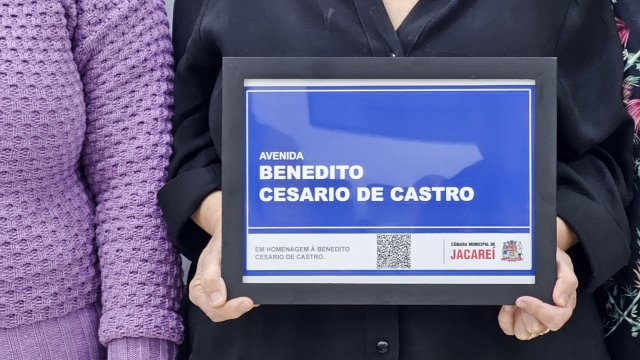 AVENIDA
BENEDITO
CESARIO DE CASTRO
EM HOMENAGEM À BENEDITO
CESARIO DE CASTRO.
CÂMARA MUNICIPAL DE
JACAREÍ